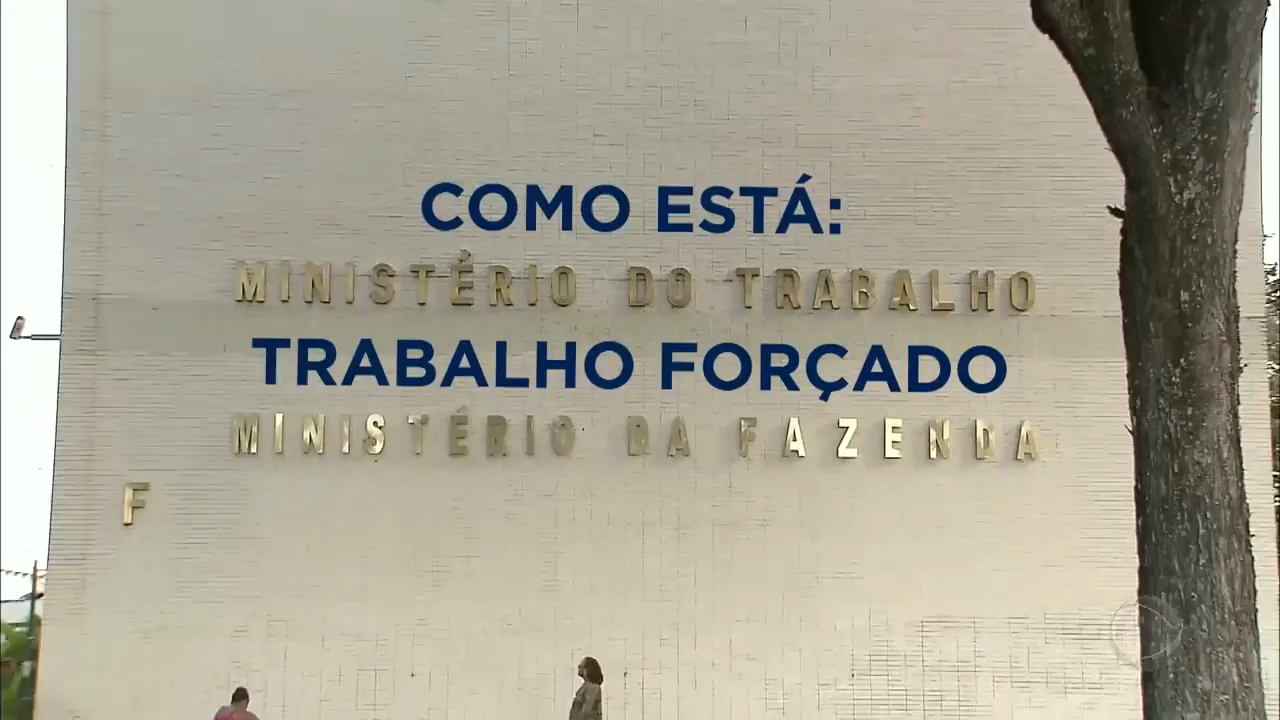 COMO ESTÁ:
MINISTÉRIO DO TRABALHO
TRABALHO FORÇADO
MINISTÉRIO DA FAZENDA
F